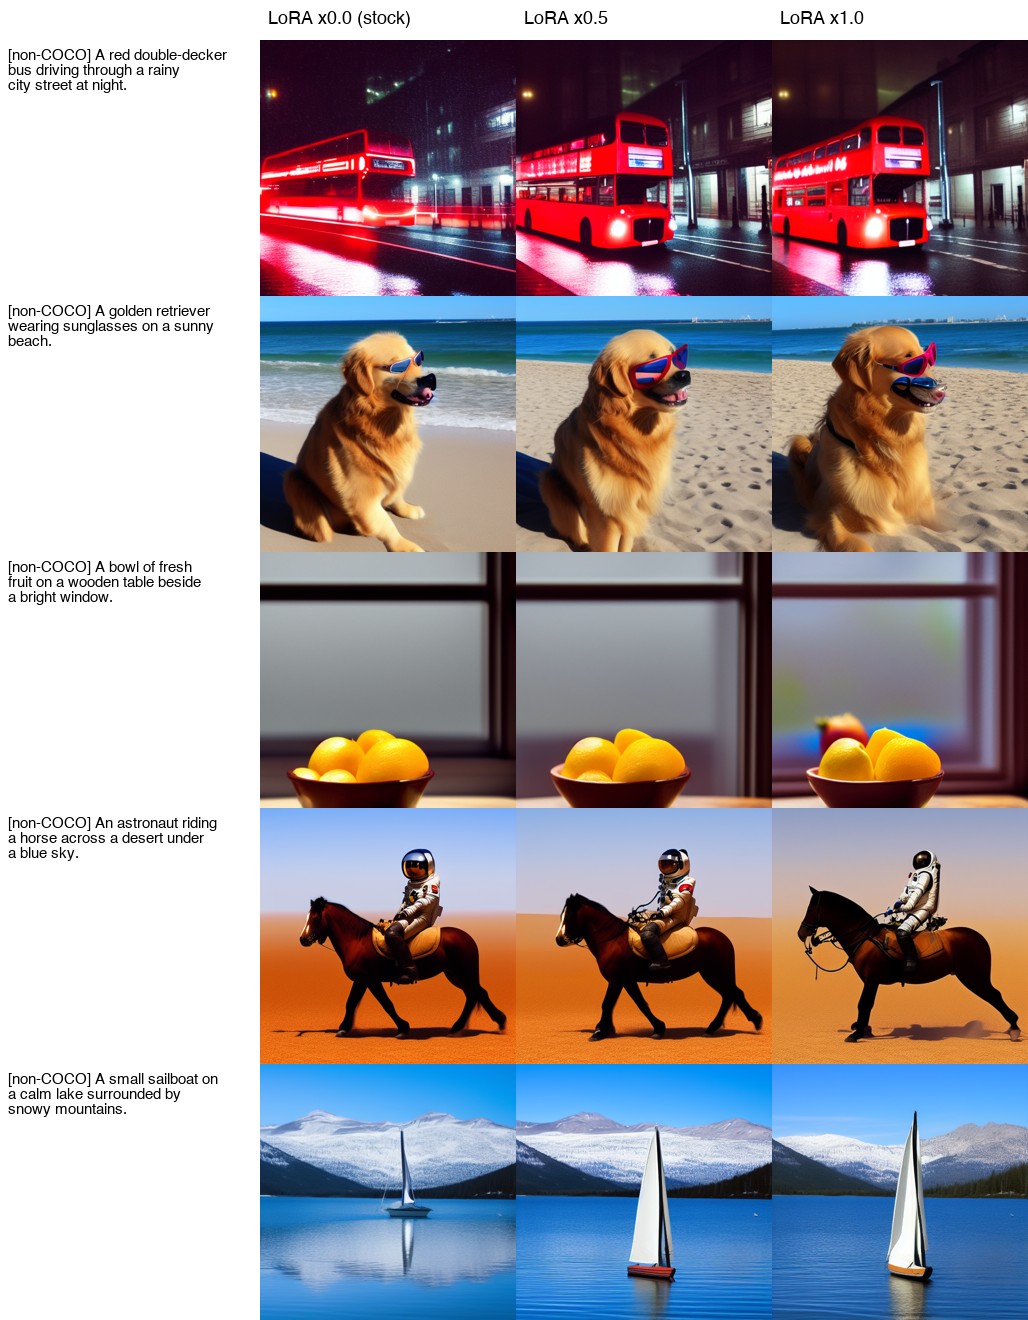 LoRA x0.0 (stock)
LoRA x0.5
LoRA x1.0
[non-COCO] A red double-decker
bus driving through a rainy
city street at night.
[non-COCO] A golden retriever
wearing sunglasses on a sunny
beach.
[non-COCO] A bowl of fresh
fruit on a wooden table beside
a bright window.
[non-COCO] An astronaut riding
a horse across a desert under
a blue sky.
[non-COCO] A small sailboat on
a calm lake surrounded by
snowy mountains.